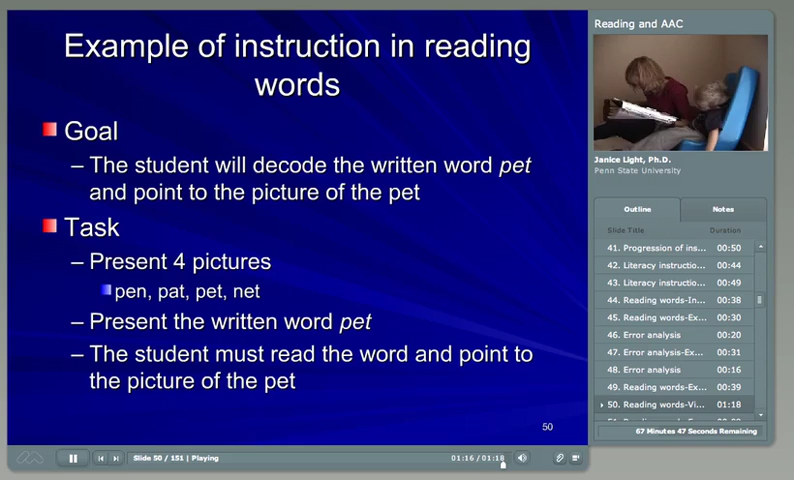 Example of instruction in reading
words
Goal
– The student will decode the written word pet
and point to the picture of the pet
Task
– Present 4 pictures
pen, pat, pet, net
– Present the written word pet
– The student must read the word and point to
the picture of the pet
50
Slide 50 / 151 | Playing
01:16 / 01:18
Reading and AAC
Janice Light, Ph.D.
Penn State University
Outline
Notes
Slide Title Duration
41. Progression of ins... 00:50
42. Literacy instructio... 00:44
43. Literacy instructio... 00:49
44. Reading words-In... 00:38
45. Reading words-Ex... 00:30
46. Error analysis 00:20
47. Error analysis-Ex... 00:31
48. Error analysis 00:16
49. Reading words-Ex... 00:39
50. Reading words-Vi... 01:18
67 Minutes 47 Seconds Remaining